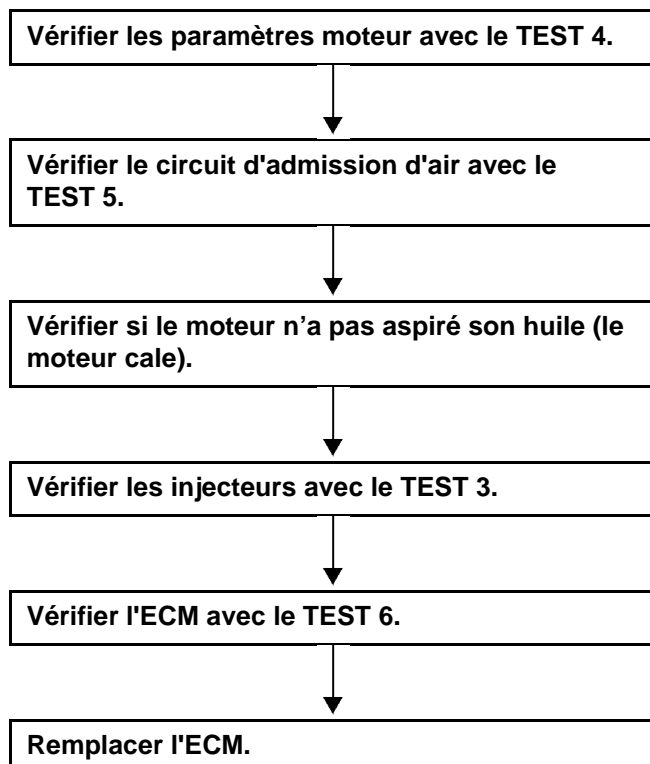 Vérifier les paramètres moteur avec le TEST 4.
Vérifier le circuit d'admission d'air avec le
TEST 5.
Vérifier si le moteur n’a pas aspiré son huile (le
moteur cale).
Vérifier les injecteurs avec le TEST 3.
Vérifier l'ECM avec le TEST 6.
Remplacer l'ECM.